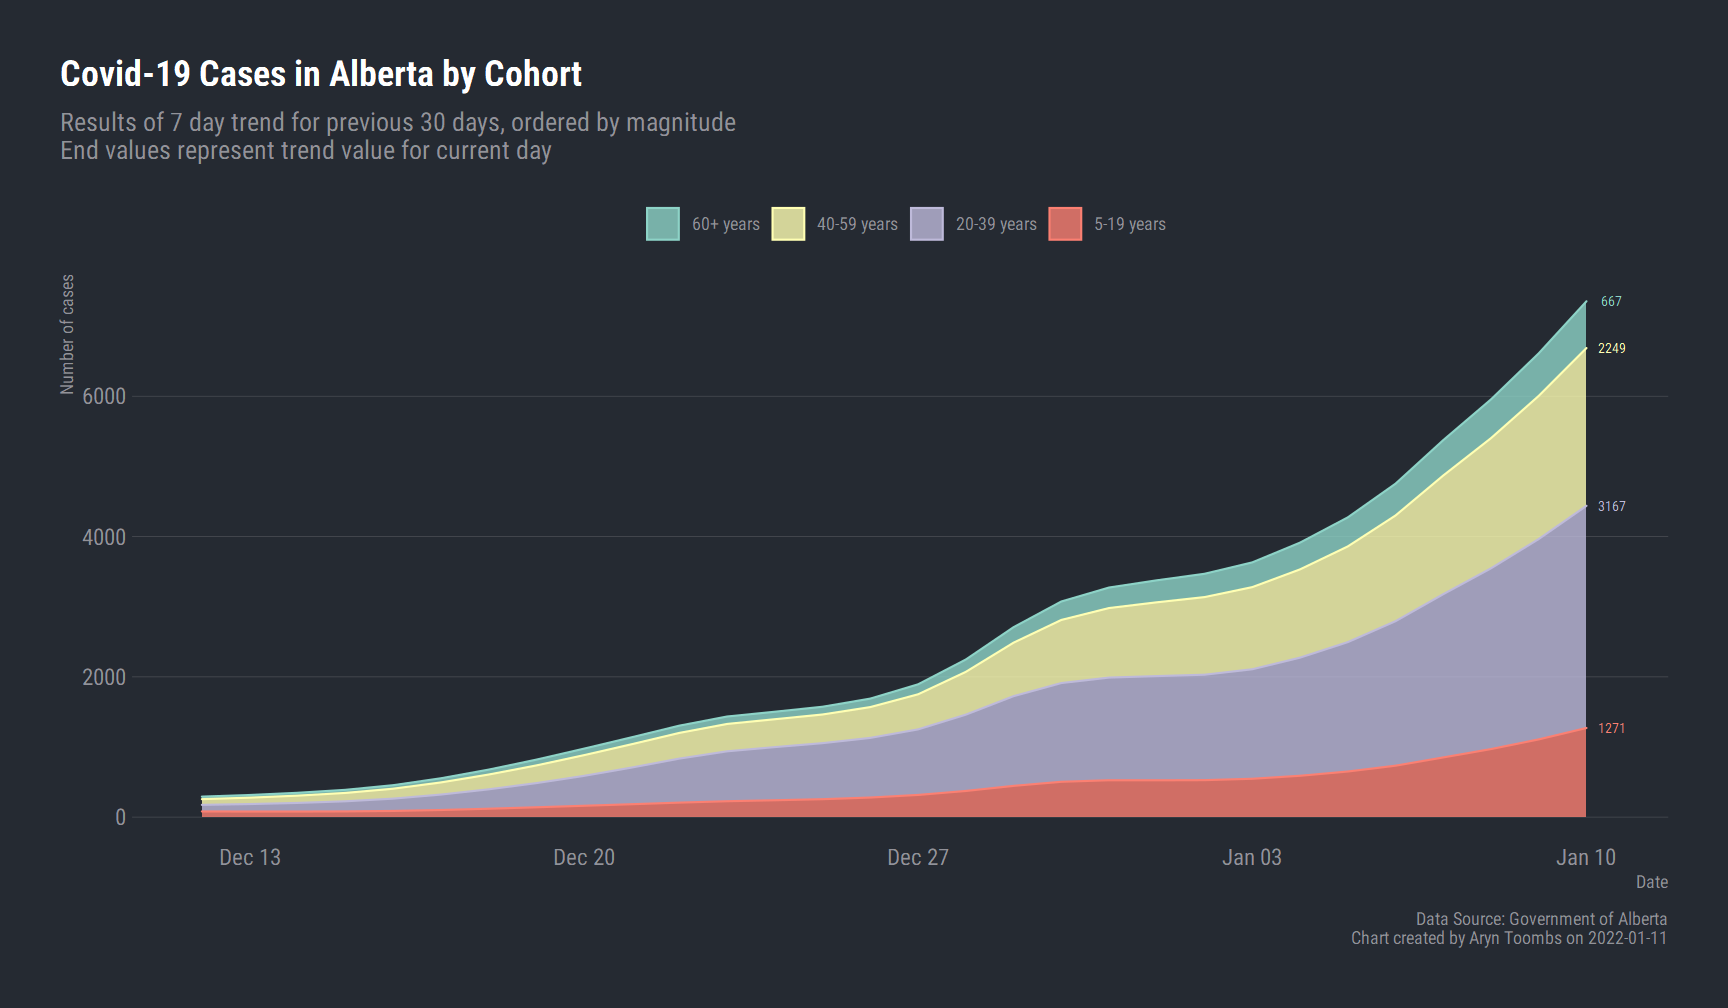 Covid-19 Cases in Alberta by Cohort
Results of 7 day trend for previous 30 days, ordered by magnitude
End values represent trend value for current day
60+ years 40-59 years 20-39 years 5-19 years
Number of cases
667
2249
6000
3167
4000
2000
1271
0
Dec 13 Dec 20 Dec 27 Jan 03 Jan 10
Date
Data Source: Government of Alberta
Chart created by Aryn Toombs on 2022-01-11